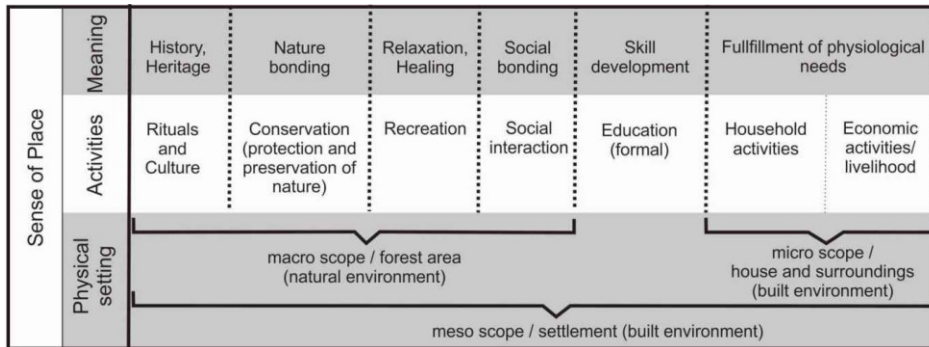 Sense of Place
Meaning
History,
Heritage
Nature
bonding
Relaxation,
Healing
Social
bonding
Skill
development
Fullfillment of physiological
needs
Activities
Rituals
and
Culture
Conservation
(protection and
preservation of
nature)
Recreation
Social
interaction
Education
(formal)
Household
activities
Economic
activities/
livelihood
Physical
setting
macro scope / forest area
(natural environment)
micro scope /
house and surroundings
(built environment)
meso scope / settlement (built environment)